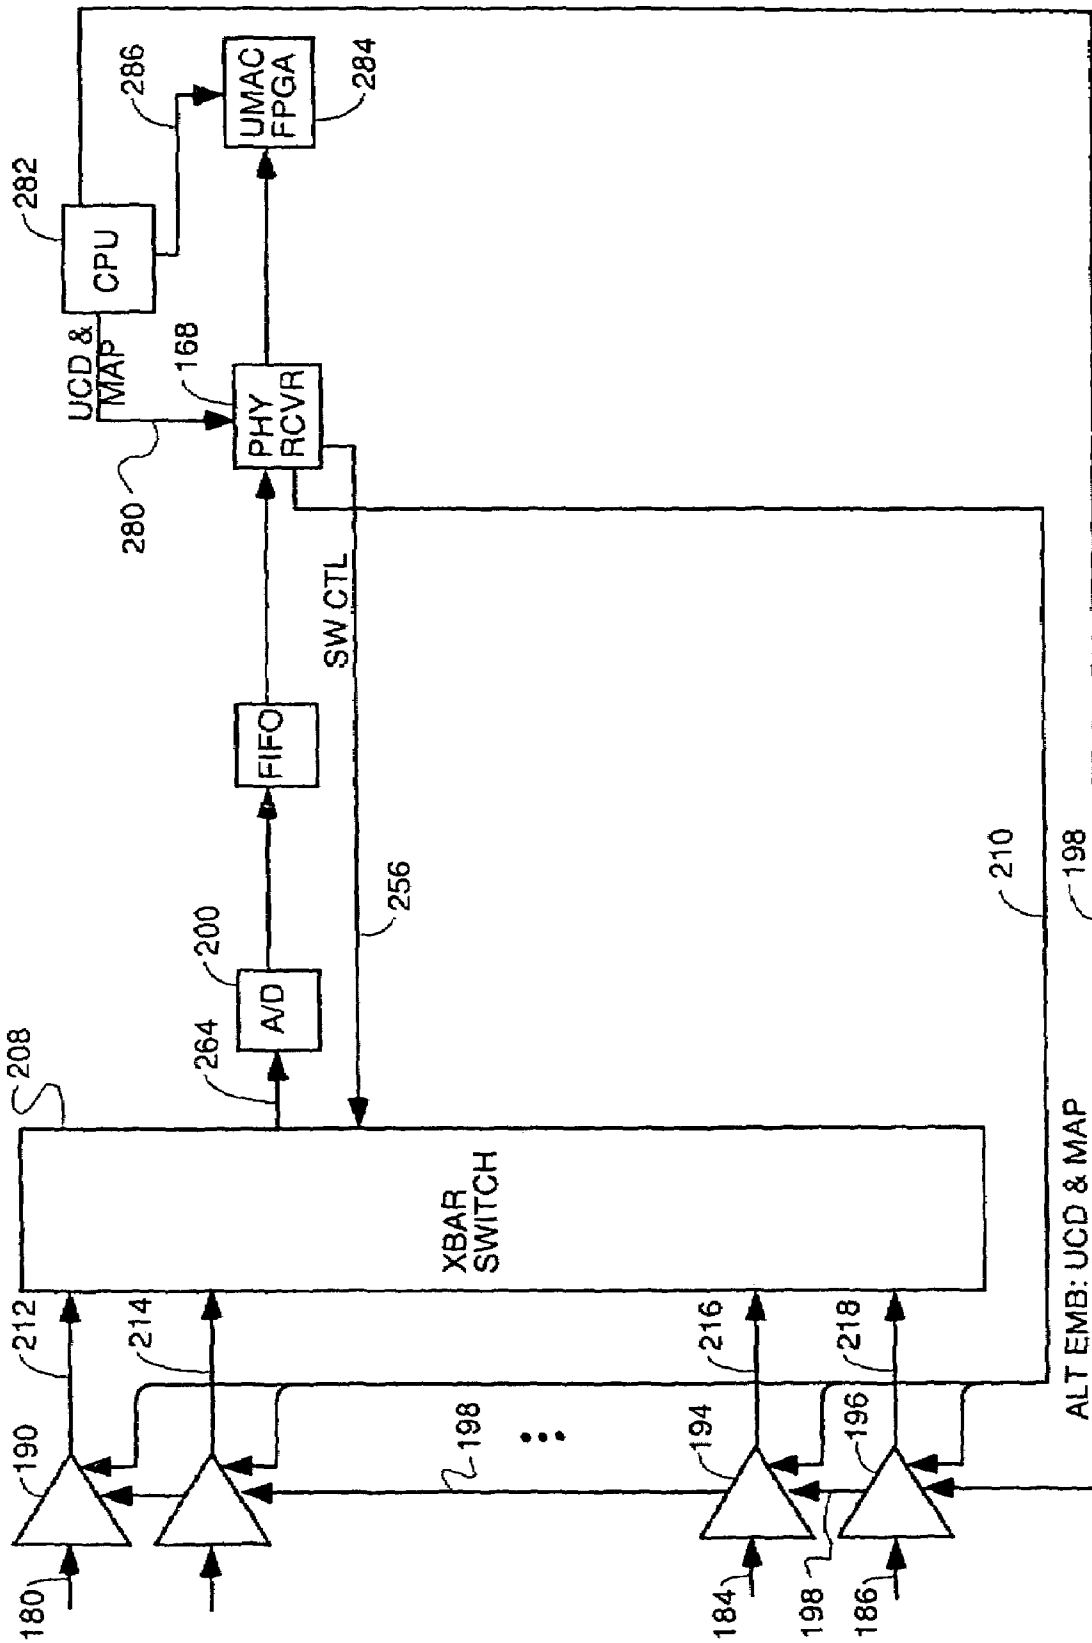 180
190
212
208
214
198
184
194
216
198
186
196
218
XBAR
SWITCH
264
200
A/D
FIFO
256
SW CTL
280
UCD &
MAP
282
CPU
168
PHY
RCVR
286
UMAC
FPGA
284
210
198
ALT EMB: UCD & MAP